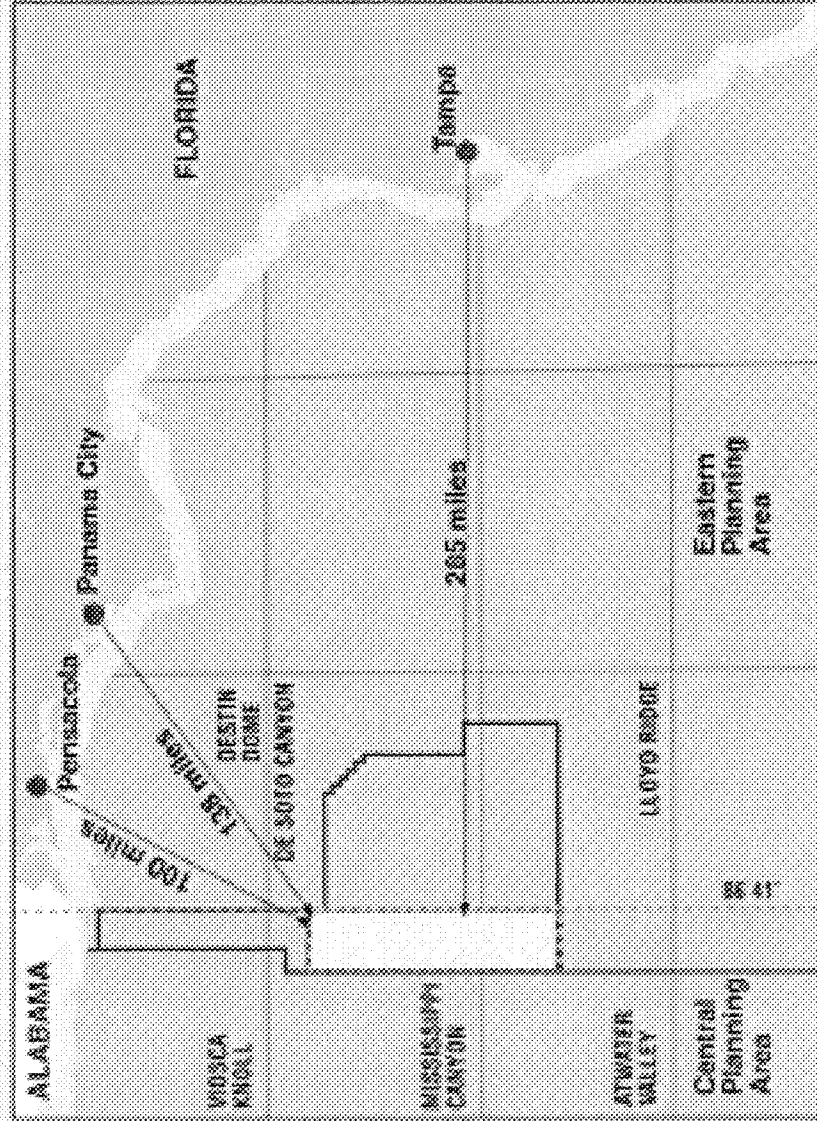 ALABAMA
Pensacola
Panama City
FLORIDA
100 miles
138 miles
VIOSCA
KNOLL
DESTIN
DOME
DE SOTO CANYON
MISSISSIPPI
CANYON
285 miles
Tampa
ATWATER
VALLEY
LLOYD RIDGE
Central
Planning
Area
Eastern
Planning
Area